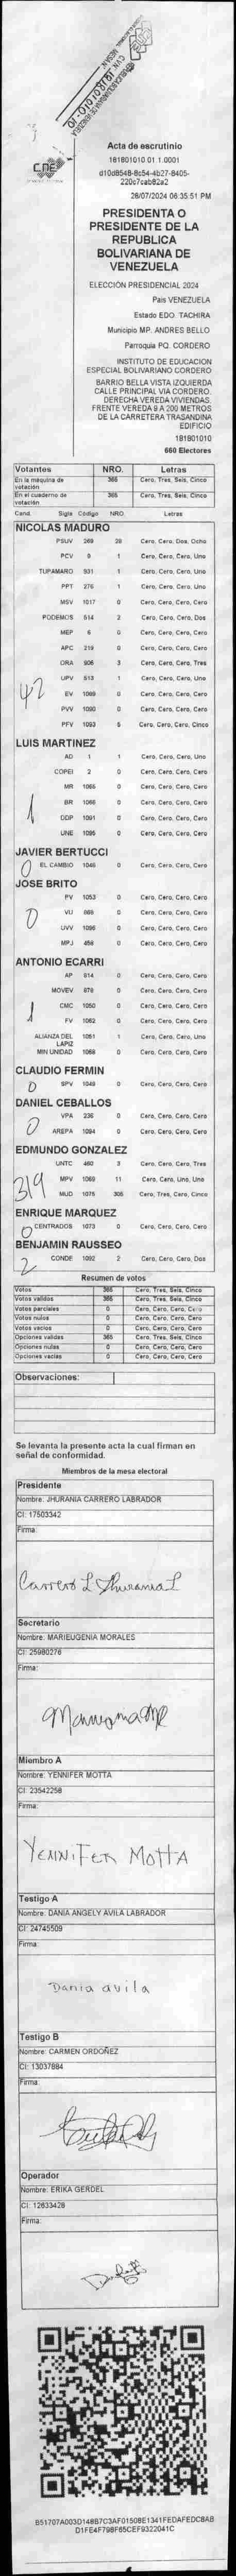 CNE
Acta de escrutinio
181801010.01.1.0001
d10d8548-8c54-4b27-8405-
220c7cab82a2
28/07/2024 06:35:51 PM
PRESIDENTA O
PRESIDENTE DE LA
REPUBLICA
BOLIVARIANA DE
VENEZUELA
ELECCIÓN PRESIDENCIAL 2024
Pais VENEZUELA
Estado EDO. TACHIRA
Municipio MP. ANDRES BELLO
Parroquia PQ. CORDERO
INSTITUTO DE EDUCACION
ESPECIAL BOLIVARIANO CORDERO
BARRIO BELLA VISTA IZQUIERDA
CALLE PRINCIPAL VIA CORDERO.
DERECHA VEREDA VIVIENDAS.
FRENTE VEREDA 9 A 200 METROS
DE LA CARRETERA TRASANDINA
EDIFICIO
181801010
660 Electores
Votantes NRO. Letras
En la maquina de votación 365 Cero, Tres, Seis, Cinco
En el cuaderno de votación 365 Cero, Tres, Seis, Cinco
Cand. Sigla Código NRO Letras
NICOLAS MADURO
PSUV 269 28 Cero, Cero, Dos, Ocho
PCV 9 1 Cero, Cero, Cero, Uno
TUPAMARO 931 1 Cero, Cero, Cero, Uno
PPT 276 1 Cero, Cero, Cero, Uno
MSV 1017 0 Cero, Cero, Cero, Cero
PODEMOS 514 2 Cero, Cero, Cero, Dos
MEP 6 0 Cero, Cero, Cero, Cero
APC 219 0 Cero, Cero, Cero, Cero
ORA 906 3 Cero, Cero, Cero, Tres
UPV 613 1 Cero, Cero, Cero, Uno
42 EV 1089 0 Cero, Cero, Cero, Cero
PVV 1090 0 Cero, Cero, Cero, Cero
PFV 1093 5 Cero, Cero, Cero, Cinco
LUIS MARTINEZ
AD 1 1 Cero, Cero, Cero, Uno
COPEI 2 0 Cero, Cero, Cero, Cero
MR 1065 0 Cero, Cero, Cero, Cero
1 BR 1066 0 Cero, Cero, Cero, Cero
DDP 1091 0 Cero, Cero, Cero, Cero
UNE 1095 0 Cero, Cero, Cero, Cero
JAVIER BERTUCCI
0 EL CAMBIO 1046 0 Cero, Cero, Cero, Cero
JOSE BRITO
PV 1053 0 Cero, Cero, Cero, Cero
0 VU 868 0 Cero, Cero, Cero, Cero
UVV 1096 0 Cero, Cero, Cero, Cero
MPJ 458 0 Cero, Cero, Cero, Cero
ANTONIO ECARRI
AP 814 0 Cero, Cero, Cero, Cero
MOVEV 878 0 Cero, Cero, Cero, Cero
CMC 1050 0 Cero, Cero, Cero, Cero
1 FV 1062 0 Cero, Cero, Cero, Cero
ALIANZA DEL LAPIZ 1081 1 Cero, Cero, Cero, Uno
MIN UNIDAD 1068 0 Cero, Cero, Cero, Cero
CLAUDIO FERMIN
0 SPV 1049 0 Cero, Cero, Cero, Cero
DANIEL CEBALLOS
VPA 236 0 Cero, Cero, Cero, Cero
0 AREPA 1094 0 Cero, Cero, Cero, Cero
EDMUNDO GONZALEZ
UNTC 460 3 Cero, Cero, Cero, Tres
319 MPV 1069 11 Cero, Cero, Uno, Uno
MUD 1075 305 Cero, Tres, Cero, Cinco
ENRIQUE MARQUEZ
0 CENTRADOS 1073 0 Cero, Cero, Cero, Cero
BENJAMIN RAUSSEO
2 CONDE 1092 2 Cero, Cero, Cero, Dos
Resumen de votos
Votos 365 Cero, Tres, Seis, Cinco
Votos validos 365 Cero, Tres, Seis, Cinco
Votos parciales 0 Cero, Cero, Cero, Cero
Votos nulos 0 Cero, Cero, Cero, Cero
Votos vacios 0 Cero, Cero, Cero, Cero
Opciones validas 365 Cero, Tres, Seis, Cinco
Opciones nulas 0 Cero, Cero, Cero, Cero
Opciones vacias 0 Cero, Cero, Cero, Cero
Observaciones:
Se levanta la presente acta la cual firman en
señal de conformidad.
Miembros de la mesa electoral
Presidente
Nombre: JHURANIA CARRERO LABRADOR
CI: 17503342
Firma:
Carrero L Jhurania L
Secretario
Nombre: MARIEUGENIA MORALES
CI: 25980276
Firma:
Miembro A
Nombre: YENNIFER MOTTA
CI: 23542258
Firma:
YENNIFER MOTTA
Testigo A
Nombre: DANIA ANGELY AVILA LABRADOR
CI: 24745509
Firma:
Dania avila
Testigo B
Nombre: CARMEN ORDOÑEZ
CI: 13037884
Firma:
Operador
Nombre: ERIKA GERDEL
CI: 12633428
Firma:
B51707A003D148B7C3AF01508E1341FEDAFEDC8AB
D1FE4F798F65CEF9322041C